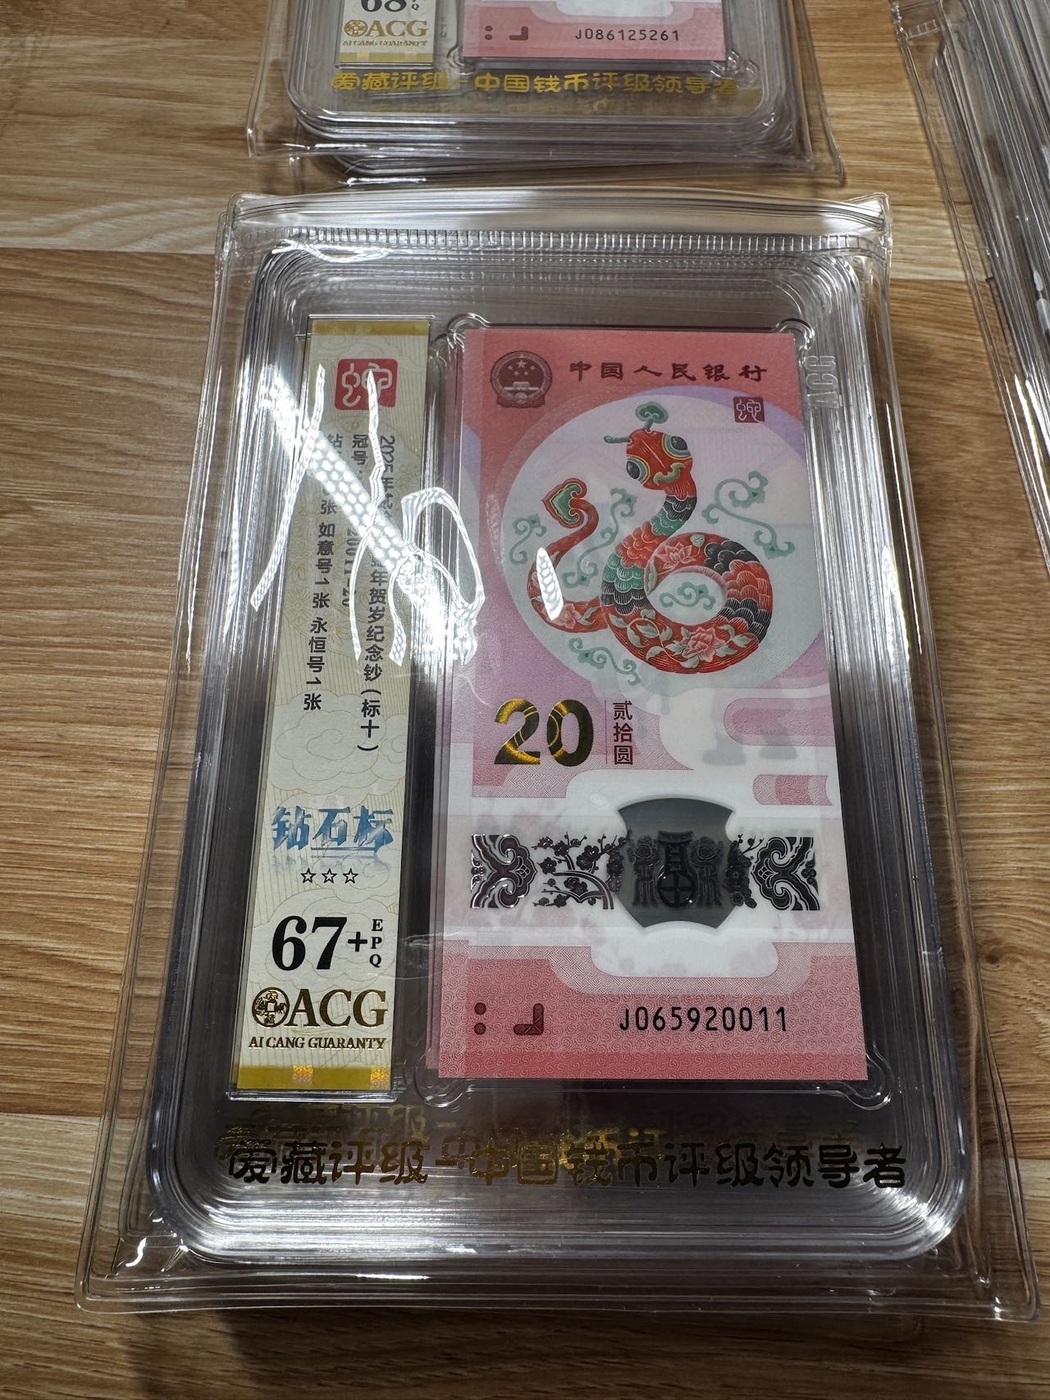 68
ACG
AI CANG GUARANTY
J086125261
爱藏评级 中国钱币评级领导者
年贺岁纪念钞(标十)
冠号
张 如意号1张 永恒号1张
钻石标
☆☆☆
67+EPQ
ACG
AI CANG GUARANTY
中国人民银行
20
贰拾圆
J065920011
爱藏评级-中国钱币评级领导者
ACG